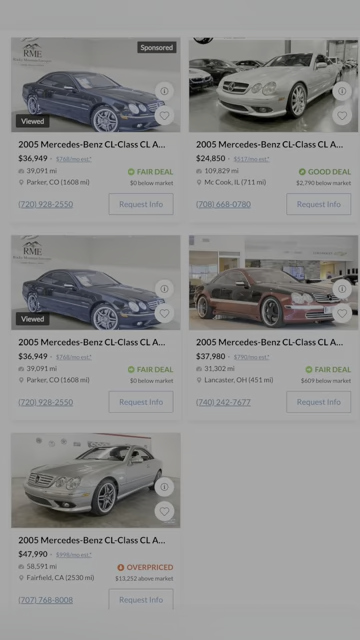 RME
Sponsored
Viewed
2005 Mercedes-Benz CL-Class CL A...
$36,949 · $768/mo est.*
39,091 mi
FAIR DEAL
Parker, CO (1608 mi)
$0 below market
(720) 928-2550
Request Info
2005 Mercedes-Benz CL-Class CL A...
$24,850 ·
109,829 mi
GOOD DEAL
Mc Cook, IL (711 mi)
$2,790 below market
(708) 668-0780
Request Info
RME
Viewed
2005 Mercedes-Benz CL-Class CL A...
$36,949 · $768/mo est.*
39,091 mi
FAIR DEAL
Parker, CO (1608 mi)
$0 below market
(720) 928-2550
Request Info
2005 Mercedes-Benz CL-Class CL A...
$37,980 · $790/mo est.*
31,302 mi
FAIR DEAL
Lancaster, OH (451 mi)
$609 below market
(740) 242-7677
Request Info
2005 Mercedes-Benz CL-Class CL A...
$47,990 · $998/mo est.*
58,591 mi
OVERPRICED
Fairfield, CA (2530 mi)
$13,252 above market
(707) 768-8008
Request Info